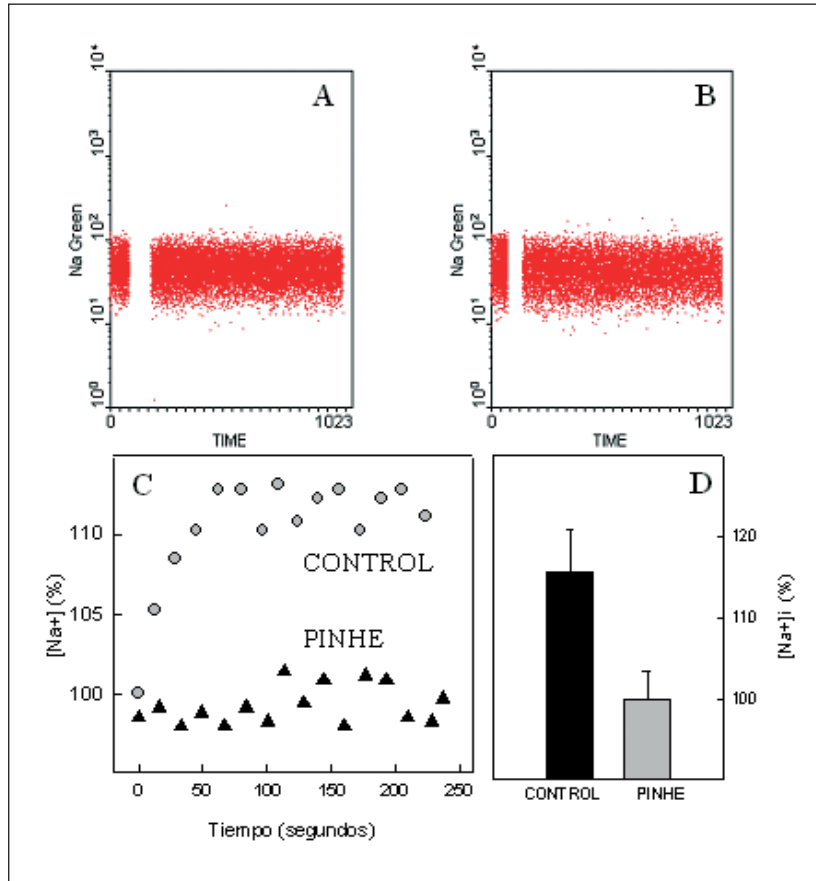 A
10⁴
10³
10²
10¹
10⁰
Na Green
0
1023
TIME
B
10⁴
10³
10²
10¹
10⁰
Na Green
0
1023
TIME
C
110
105
100
[Na+] (%)
CONTROL
PINHE
0 50 100 150 200 250
Tiempo (segundos)
D
120
110
100
[Na+]i (%)
CONTROL PINHE